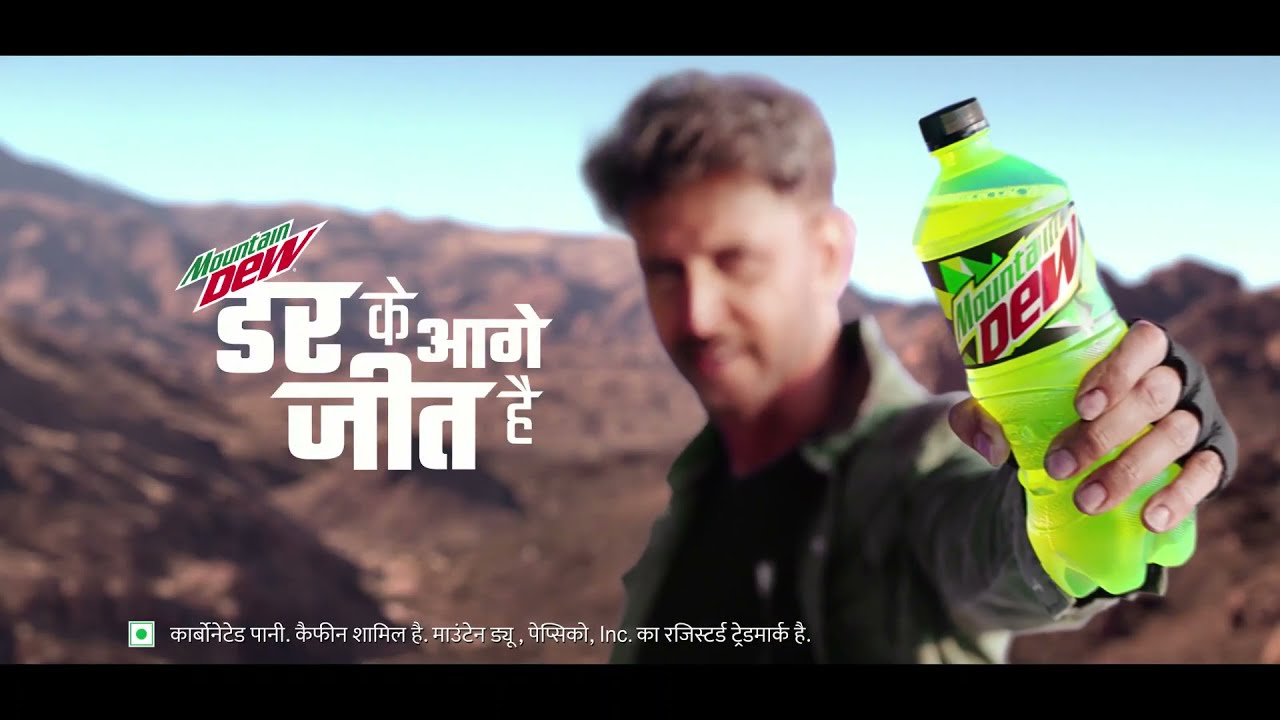 Mountain
DEW
डर के आगे
जीत है
Mountain
DEW
कार्बोनेटेड पानी. कैफीन शामिल है. माउंटेन ड्यू , पेप्सिको, Inc. का रजिस्टर्ड ट्रेडमार्क है.